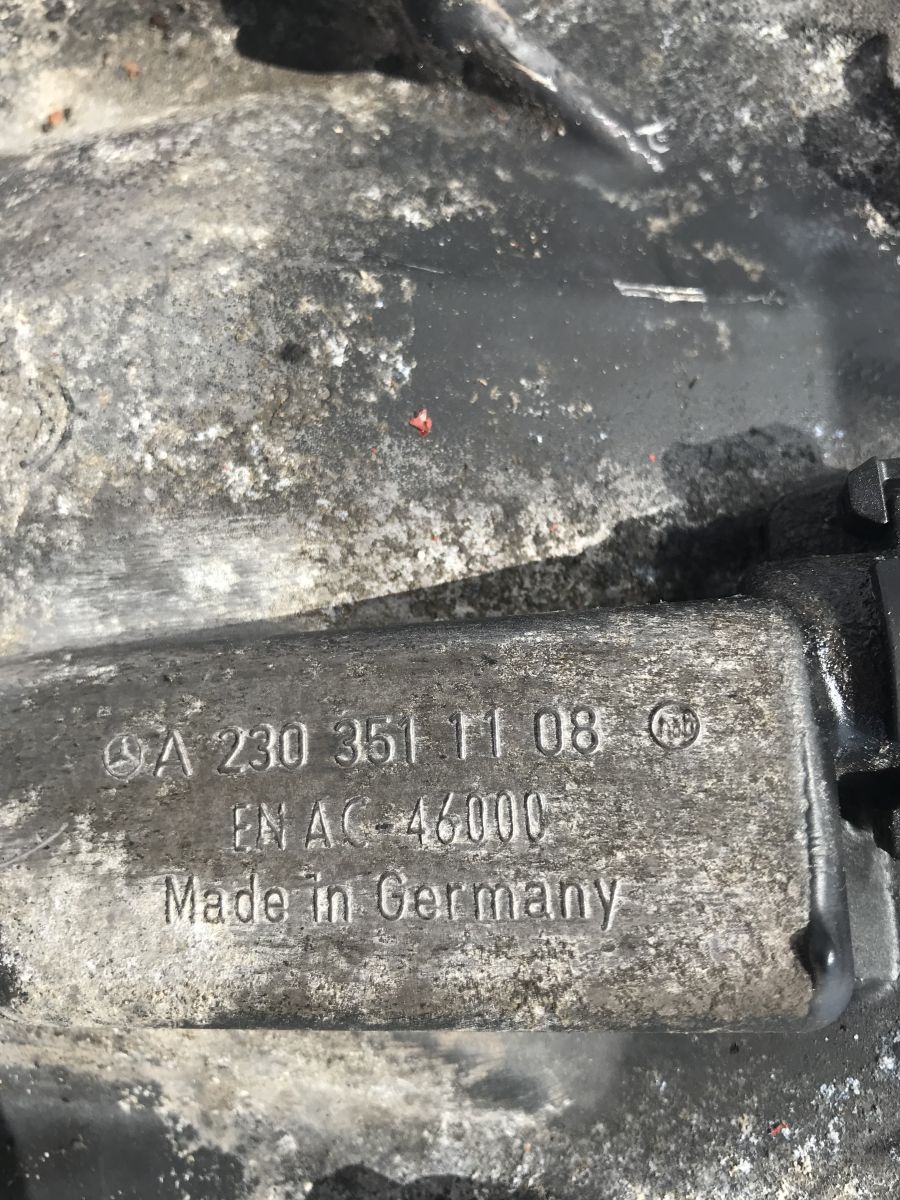 A 230 351 11 08
EN AC-46000
Made in Germany